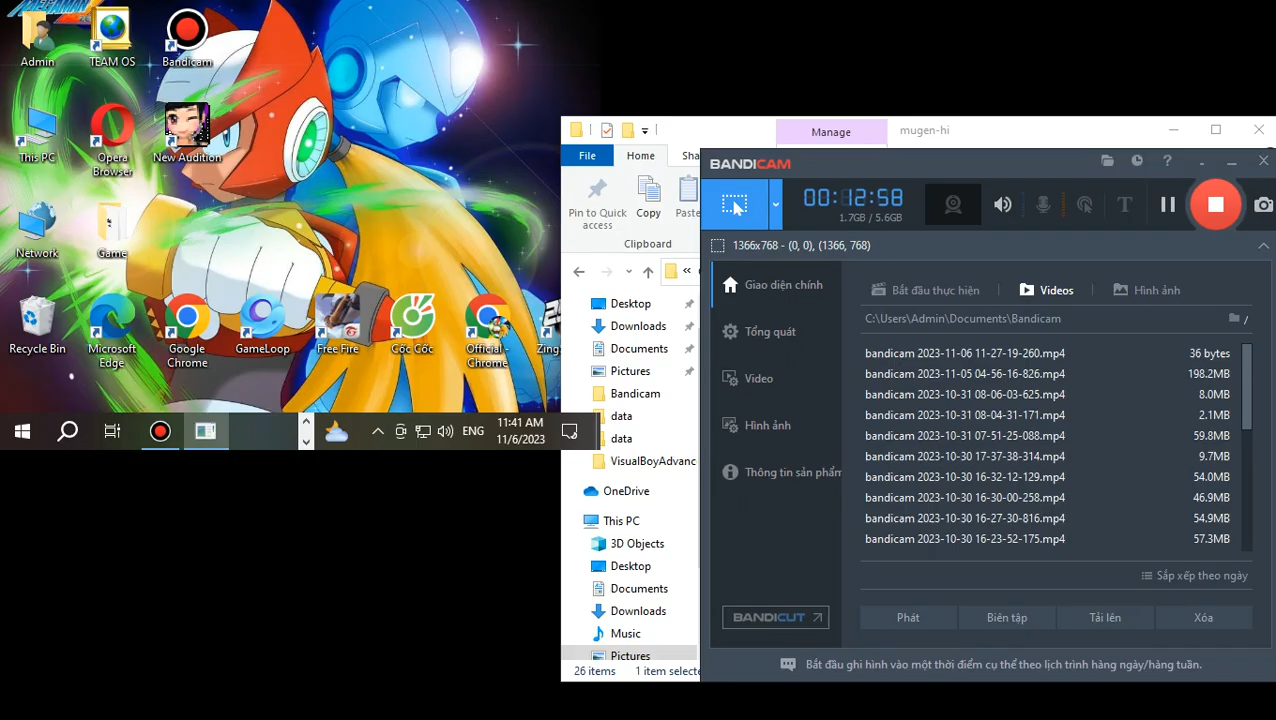 MEGAMAN
Admin
TEAM OS
Bandicam
This PC
Opera
Browser
New Audition
Network
Game
Recycle Bin
Microsoft
Edge
Google
Chrome
GameLoop
Free Fire
Cốc Cốc
Official -
Chrome
Zing
ENG
11:41 AM
11/6/2023
Manage
mugen-hi
File
Home
Sha
Pin to Quick
access
Copy
Paste
Clipboard
«
Desktop
Downloads
Documents
Pictures
Bandicam
data
data
VisualBoyAdvanc
OneDrive
This PC
3D Objects
Desktop
Documents
Downloads
Music
Pictures
26 items
1 item selecte
BANDICAM
00:12:58
1.7GB / 5.6GB
1366x768 - (0, 0), (1366, 768)
Giao diện chính
Tổng quát
Video
Hình ảnh
Thông tin sản phẩm
BANDICUT
Bắt đầu thực hiện
Videos
Hình ảnh
C:\Users\Admin\Documents\Bandicam
/
bandicam 2023-11-06 11-27-19-260.mp4 36 bytes
bandicam 2023-11-05 04-56-16-826.mp4 198.2MB
bandicam 2023-10-31 08-06-03-625.mp4 8.0MB
bandicam 2023-10-31 08-04-31-171.mp4 2.1MB
bandicam 2023-10-31 07-51-25-088.mp4 59.8MB
bandicam 2023-10-30 17-37-38-314.mp4 9.7MB
bandicam 2023-10-30 16-32-12-129.mp4 54.0MB
bandicam 2023-10-30 16-30-00-258.mp4 46.9MB
bandicam 2023-10-30 16-27-30-816.mp4 54.9MB
bandicam 2023-10-30 16-23-52-175.mp4 57.3MB
Sắp xếp theo ngày
Phát
Biên tập
Tải lên
Xóa
Bắt đầu ghi hình vào một thời điểm cụ thể theo lịch trình hàng ngày/hàng tuần.